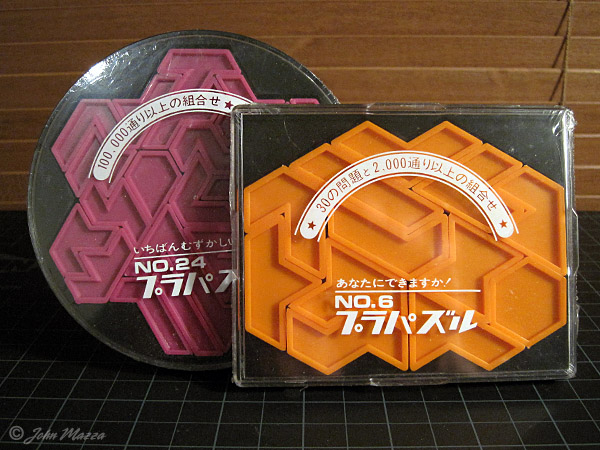 100,000通り以上の組合せ★
いちばんむずかしい
NO.24
プラパズ
★30の問題と2,000通り以上の組合せ★
あなたにできますか!
NO.6
プラパズル
© John Mazza